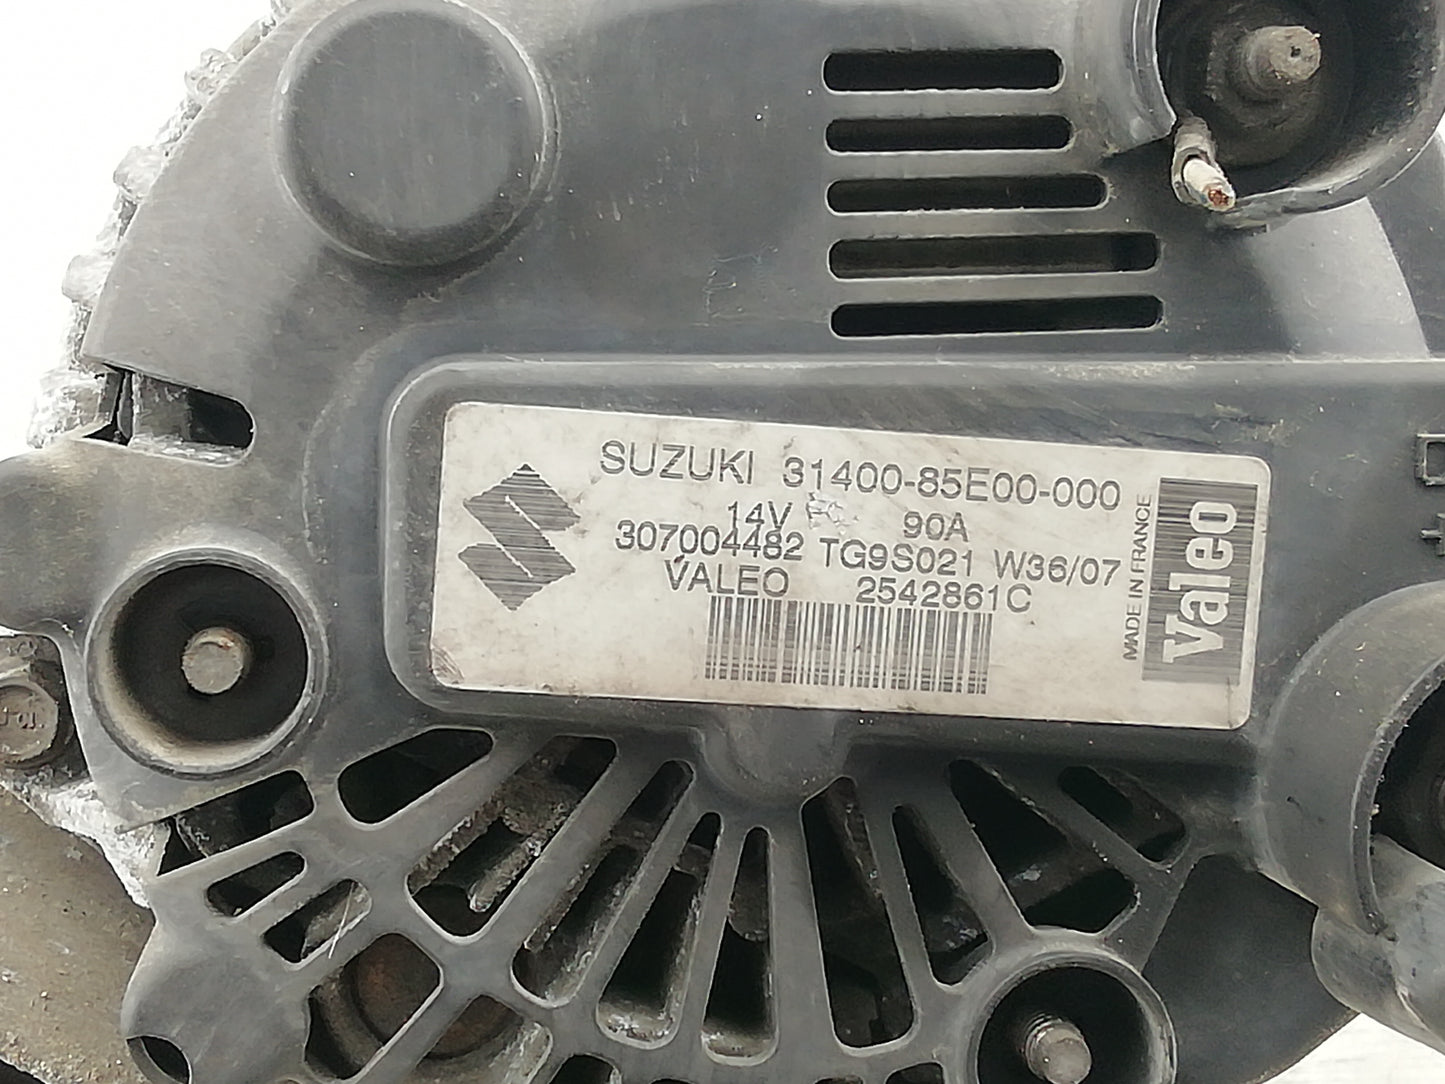 SUZUKI 31400-85E00-000
14V 90A
307004482 TG9S021 W36/07
VALEO 2542861C
MADE IN FRANCE
Valeo